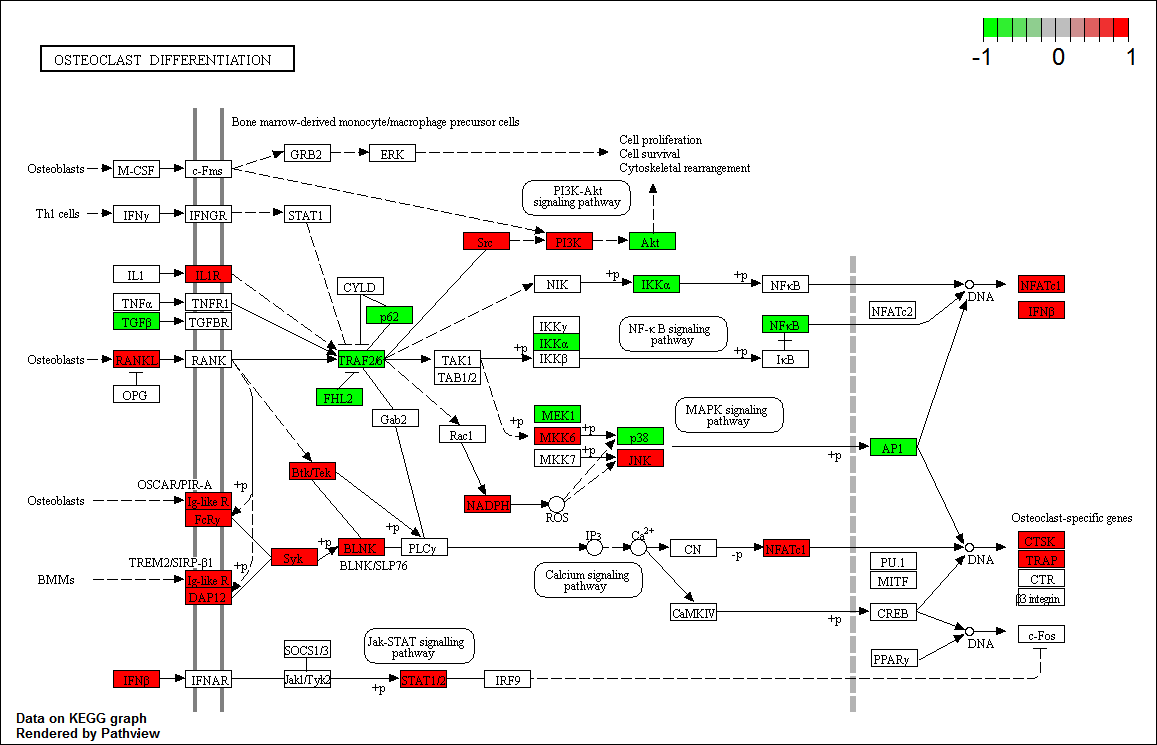 -1 0 1
OSTEOCLAST DIFFERENTIATION
Bone marrow-derived monocyte/macrophage precursor cells
Osteoblasts
M-CSF
c-Fms
GRB2
ERK
Cell proliferation
Cell survival
Cytoskeletal rearrangement
PI3K-Akt
signaling pathway
Th1 cells
IFNγ
IFNGR
STAT1
Src
PI3K
Akt
IL1
IL1R
TNFα
TNFR1
TGFβ
TGFBR
CYLD
p62
NIK
+p
IKKα
+p
NFκB
NFATc2
DNA
NFATc1
IFNβ
IKKγ
IKKα
IKKβ
+p
NF-κ B signaling
pathway
+p
NFκB
IκB
Osteoblasts
RANKL
RANK
OPG
TRAF2/6
FHL2
Gab2
TAK1
TAB1/2
Rac1
+p
MEK1
MKK6
MKK7
+p
+p
p38
JNK
MAPK signaling
pathway
+p
AP1
Btk/Tek
NADPH
ROS
OSCAR/PIR-A
Osteoblasts
Ig-like R
FcRγ
+p
TREM2/SIRP-β1
BMMs
Ig-like R
DAP12
+p
Syk
+p
BLNK
BLNK/SLP76
+p
PLCγ
IP3
Ca2+
CN
-p
NFATc1
Calcium signaling
pathway
CaMKIV
+p
PU.1
MITF
CREB
PPARγ
DNA
DNA
Osteoclast-specific genes
CTSK
TRAP
CTR
β3 integrin
c-Fos
IFNβ
IFNAR
SOCS1/3
Jak1/Tyk2
+p
Jak-STAT signalling
pathway
STAT1/2
IRF9
Data on KEGG graph
Rendered by Pathview